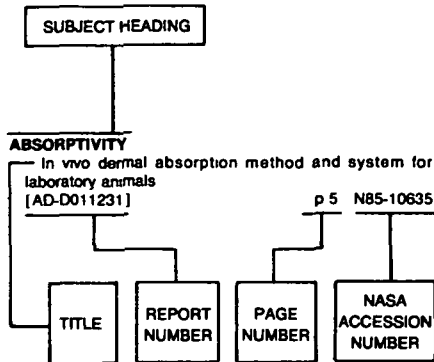 SUBJECT HEADING
ABSORPTIVITY
In vivo dermal absorption method and system for
laboratory animals
[AD-D011231] p 5 N85-10635
TITLE
REPORT
NUMBER
PAGE
NUMBER
NASA
ACCESSION
NUMBER